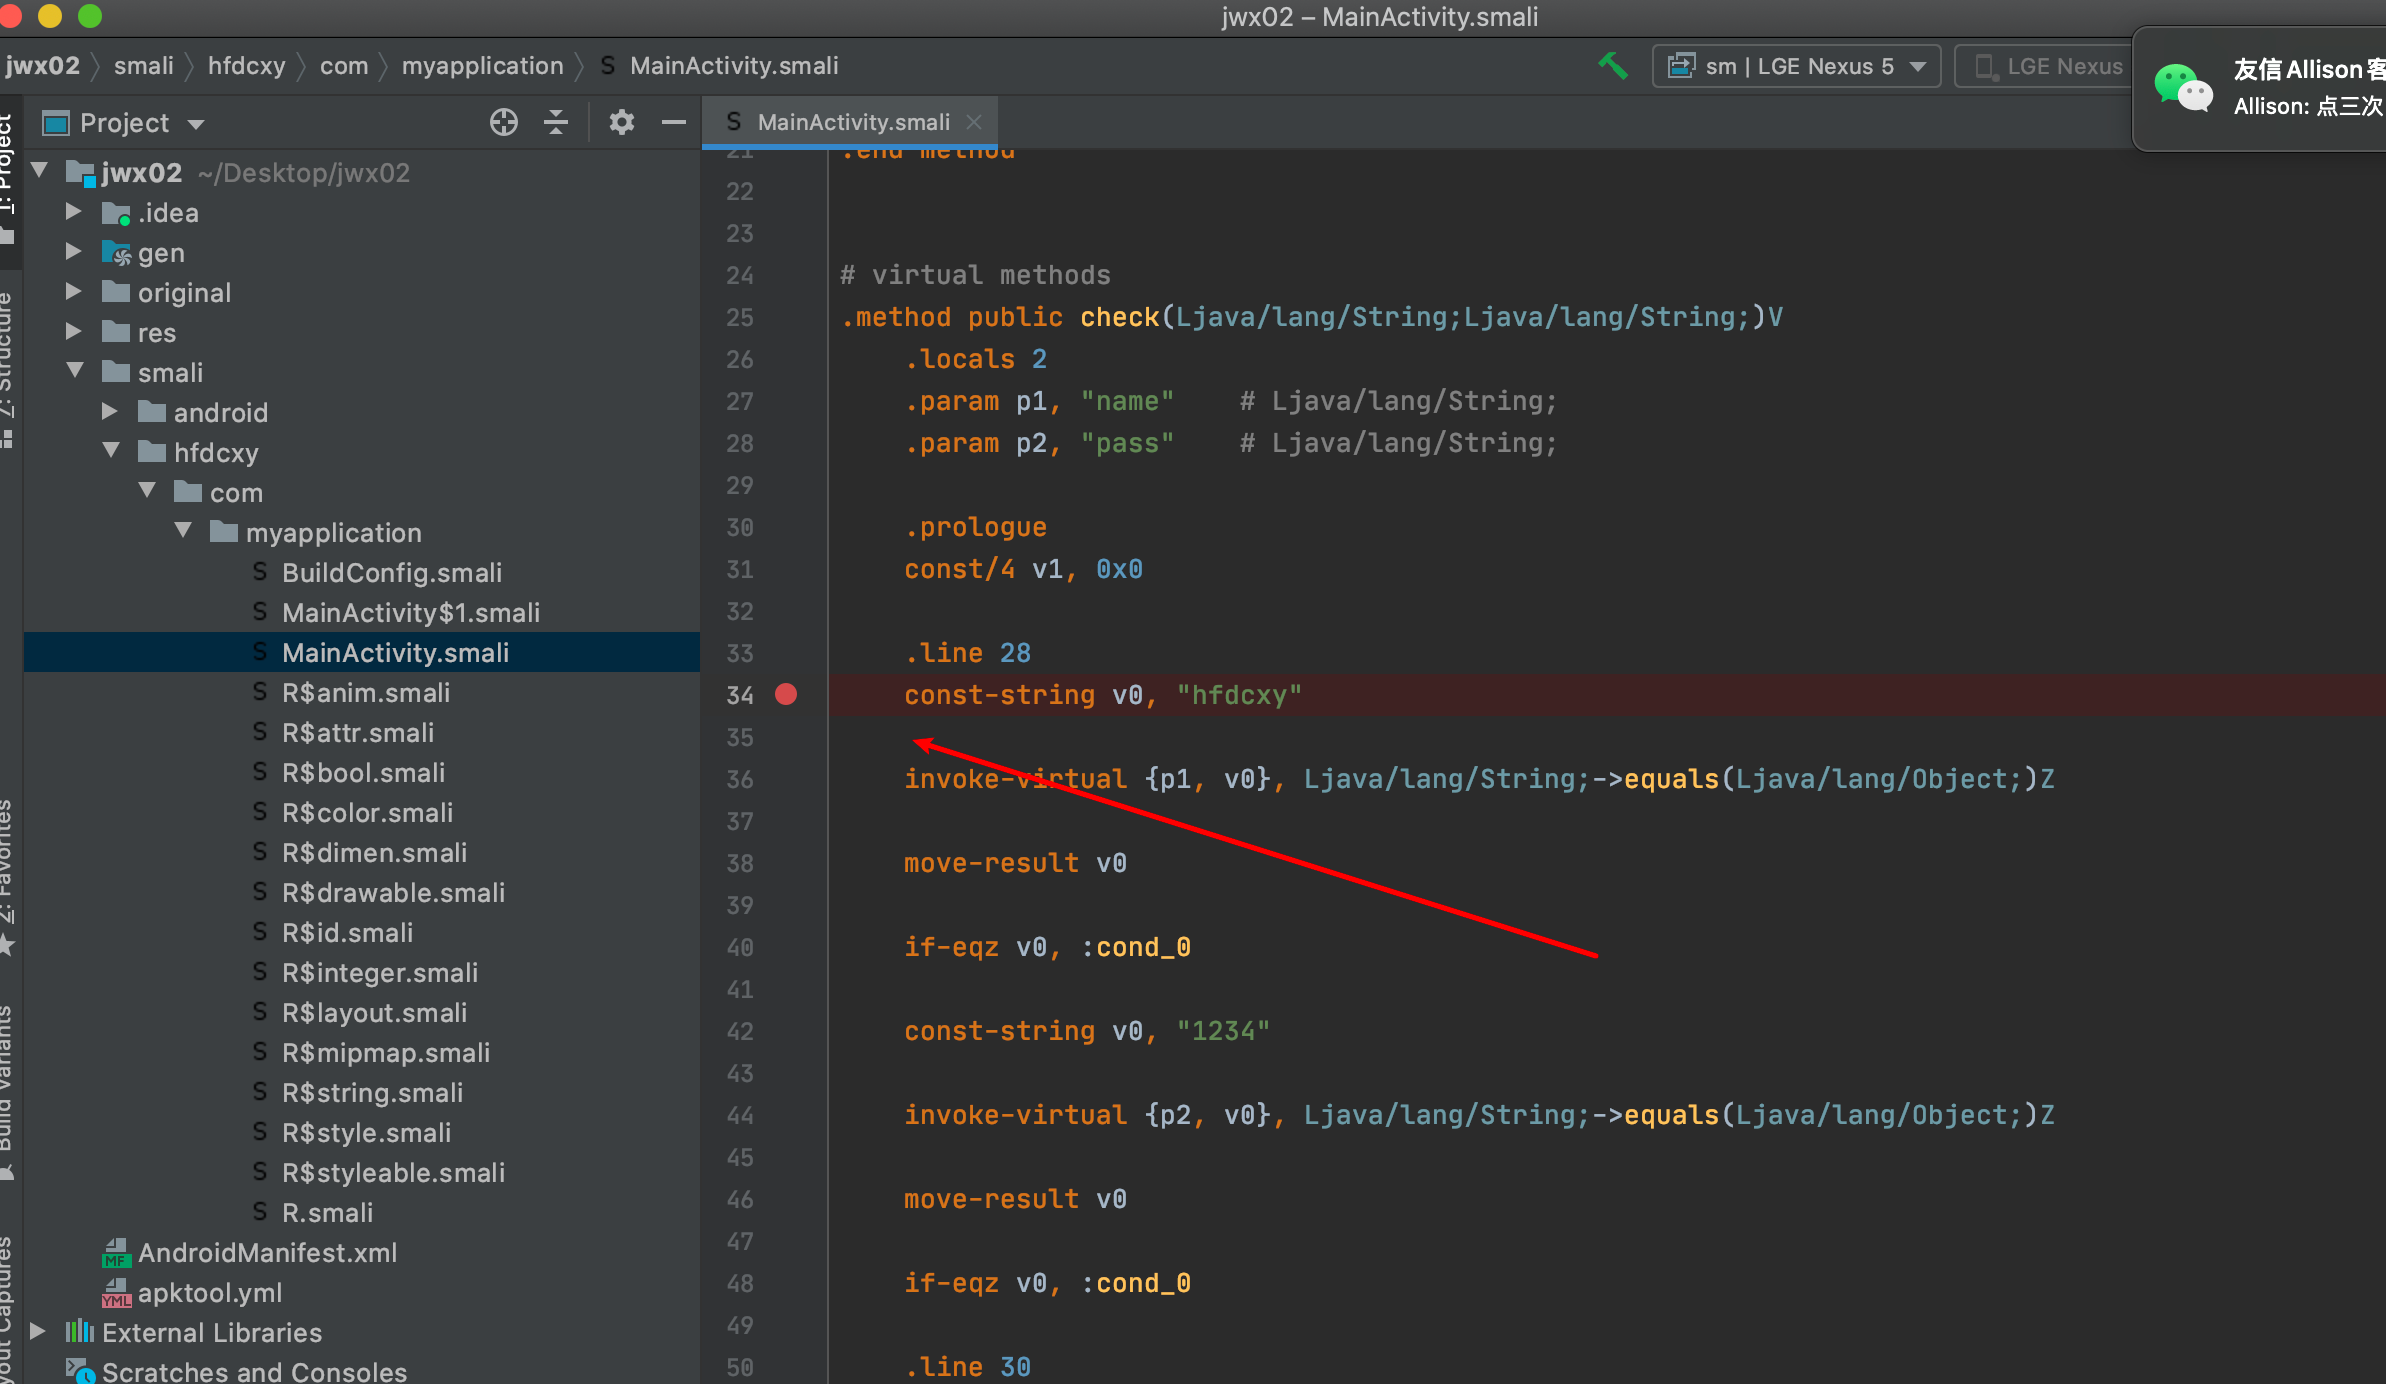 jwx02 – MainActivity.smali
jwx02 smali hfdcxy com myapplication S MainActivity.smali
sm | LGE Nexus 5
LGE Nexus
友信Allison客
Allison: 点三次
Project
S MainActivity.smali
1: Project
Z: Structure
2: Favorites
Build Variants
yout Captures
jwx02 ~/Desktop/jwx02
.idea
gen
original
res
smali
android
hfdcxy
com
myapplication
S BuildConfig.smali
S MainActivity$1.smali
S MainActivity.smali
S R$anim.smali
S R$attr.smali
S R$bool.smali
S R$color.smali
S R$dimen.smali
S R$drawable.smali
S R$id.smali
S R$integer.smali
S R$layout.smali
S R$mipmap.smali
S R$string.smali
S R$style.smali
S R$styleable.smali
S R.smali
MF AndroidManifest.xml
YML apktool.yml
External Libraries
Scratches and Consoles
21 .end method
22
23
24 # virtual methods
25 .method public check(Ljava/lang/String;Ljava/lang/String;)V
26 .locals 2
27 .param p1, "name" # Ljava/lang/String;
28 .param p2, "pass" # Ljava/lang/String;
29
30 .prologue
31 const/4 v1, 0x0
32
33 .line 28
34 const-string v0, "hfdcxy"
35
36 invoke-virtual {p1, v0}, Ljava/lang/String;->equals(Ljava/lang/Object;)Z
37
38 move-result v0
39
40 if-eqz v0, :cond_0
41
42 const-string v0, "1234"
43
44 invoke-virtual {p2, v0}, Ljava/lang/String;->equals(Ljava/lang/Object;)Z
45
46 move-result v0
47
48 if-eqz v0, :cond_0
49
50 .line 30